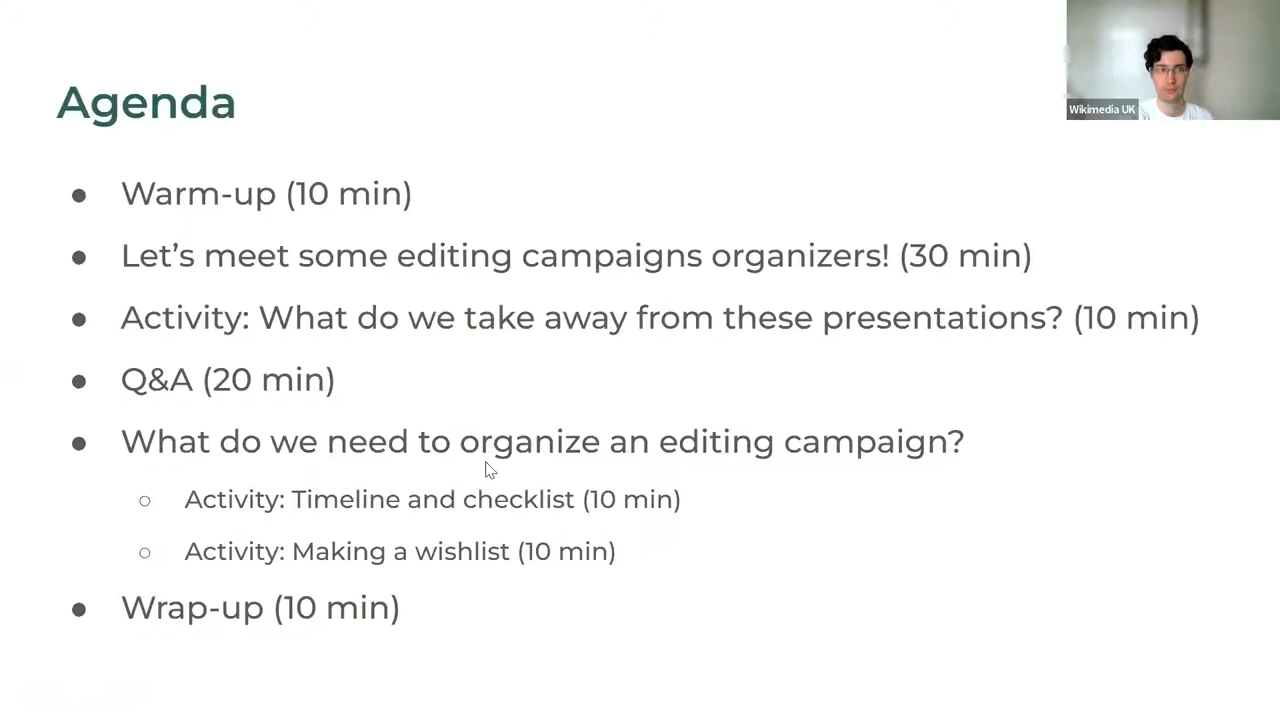 Agenda
Wikimedia UK
● Warm-up (10 min)
● Let’s meet some editing campaigns organizers! (30 min)
● Activity: What do we take away from these presentations? (10 min)
● Q&A (20 min)
● What do we need to organize an editing campaign?
○ Activity: Timeline and checklist (10 min)
○ Activity: Making a wishlist (10 min)
● Wrap-up (10 min)